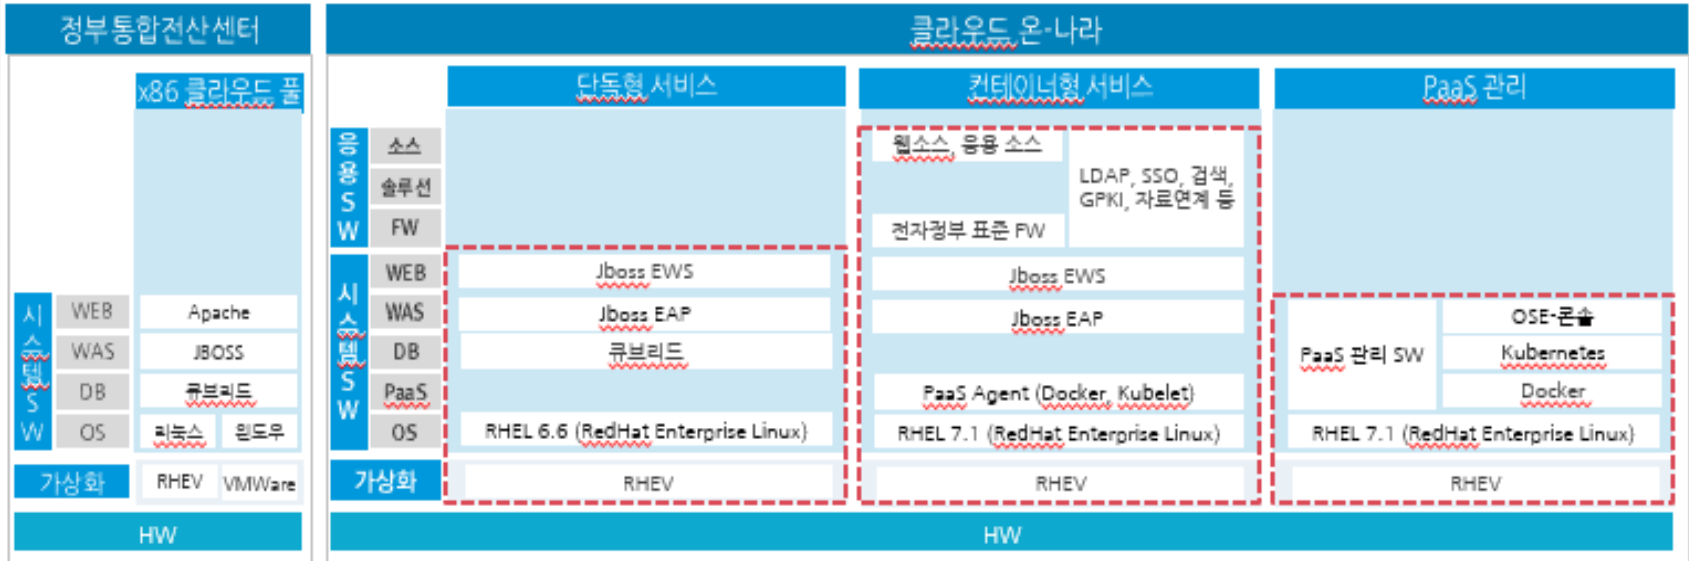 정부통합전산센터
x86 클라우드 풀
시스템SW
WEB
Apache
WAS
JBOSS
DB
큐브리드
OS
리눅스
윈도우
가상화
RHEV
VMWare
HW
클라우드 온-나라
단독형 서비스
컨테이너형 서비스
PaaS 관리
응용SW
소스
솔루션
FW
웹소스, 응용 소스
전자정부 표준 FW
LDAP, SSO, 검색,
GPKI, 자료연계 등
시스템SW
WEB
Jboss EWS
Jboss EWS
WAS
Jboss EAP
Jboss EAP
DB
큐브리드
PaaS
PaaS Agent (Docker, Kubelet)
PaaS 관리 SW
OSE-콘솔
Kubernetes
Docker
OS
RHEL 6.6 (RedHat Enterprise Linux)
RHEL 7.1 (RedHat Enterprise Linux)
RHEL 7.1 (RedHat Enterprise Linux)
가상화
RHEV
RHEV
RHEV
HW